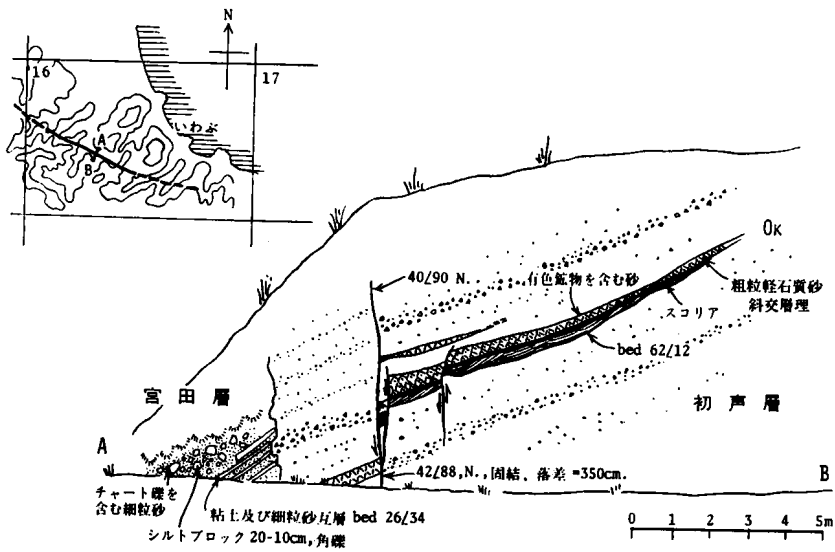 N
16
17
いわぶ
A
B
40/90 N.
有色鉱物を含む砂
OK
粗粒軽石質砂
斜交層理
スコリア
bed 62/12
宮田層
初声層
A
42/88, N., 固結, 落差 =350cm.
B
チャート礫を
含む細粒砂
粘土及び細粒砂互層 bed 26/34
シルトブロック 20-10cm, 角礫
0 1 2 3 4 5m